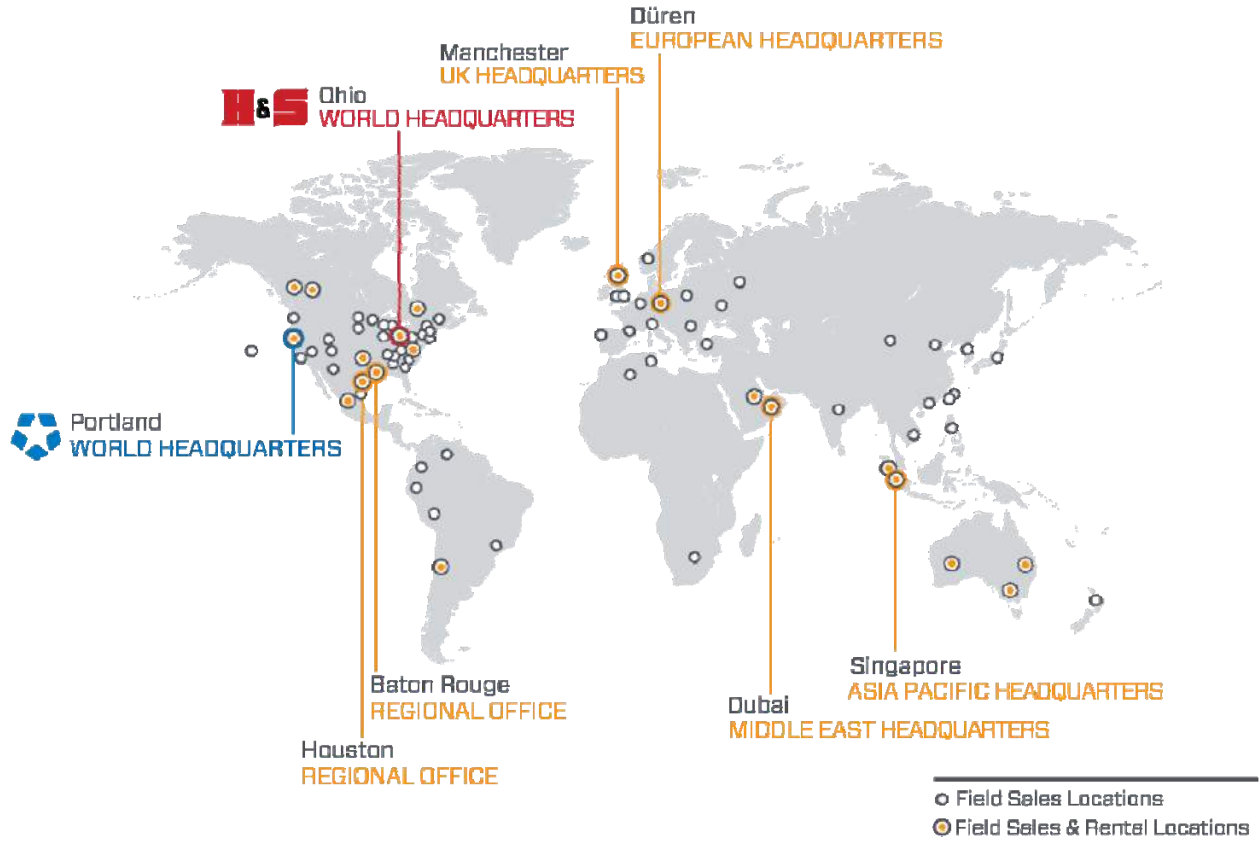 Düren
EUROPEAN HEADQUARTERS
Manchester
UK HEADQUARTERS
H&S
Ohio
WORLD HEADQUARTERS
Portland
WORLD HEADQUARTERS
Baton Rouge
REGIONAL OFFICE
Houston
REGIONAL OFFICE
Singapore
ASIA PACIFIC HEADQUARTERS
Dubai
MIDDLE EAST HEADQUARTERS
Field Sales Locations
Field Sales & Rental Locations